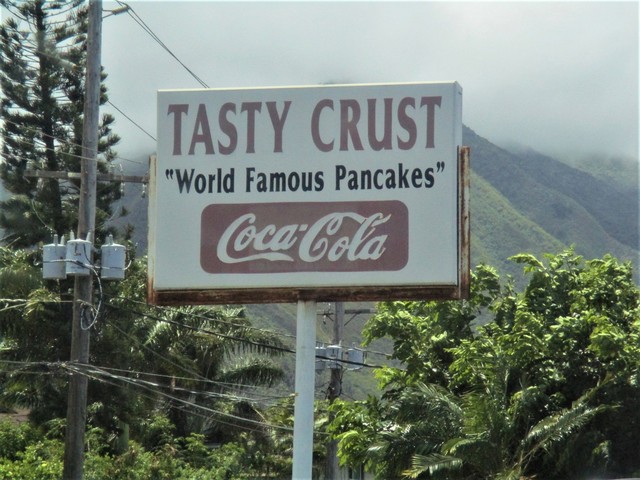 TASTY CRUST
"World Famous Pancakes"
Coca-Cola